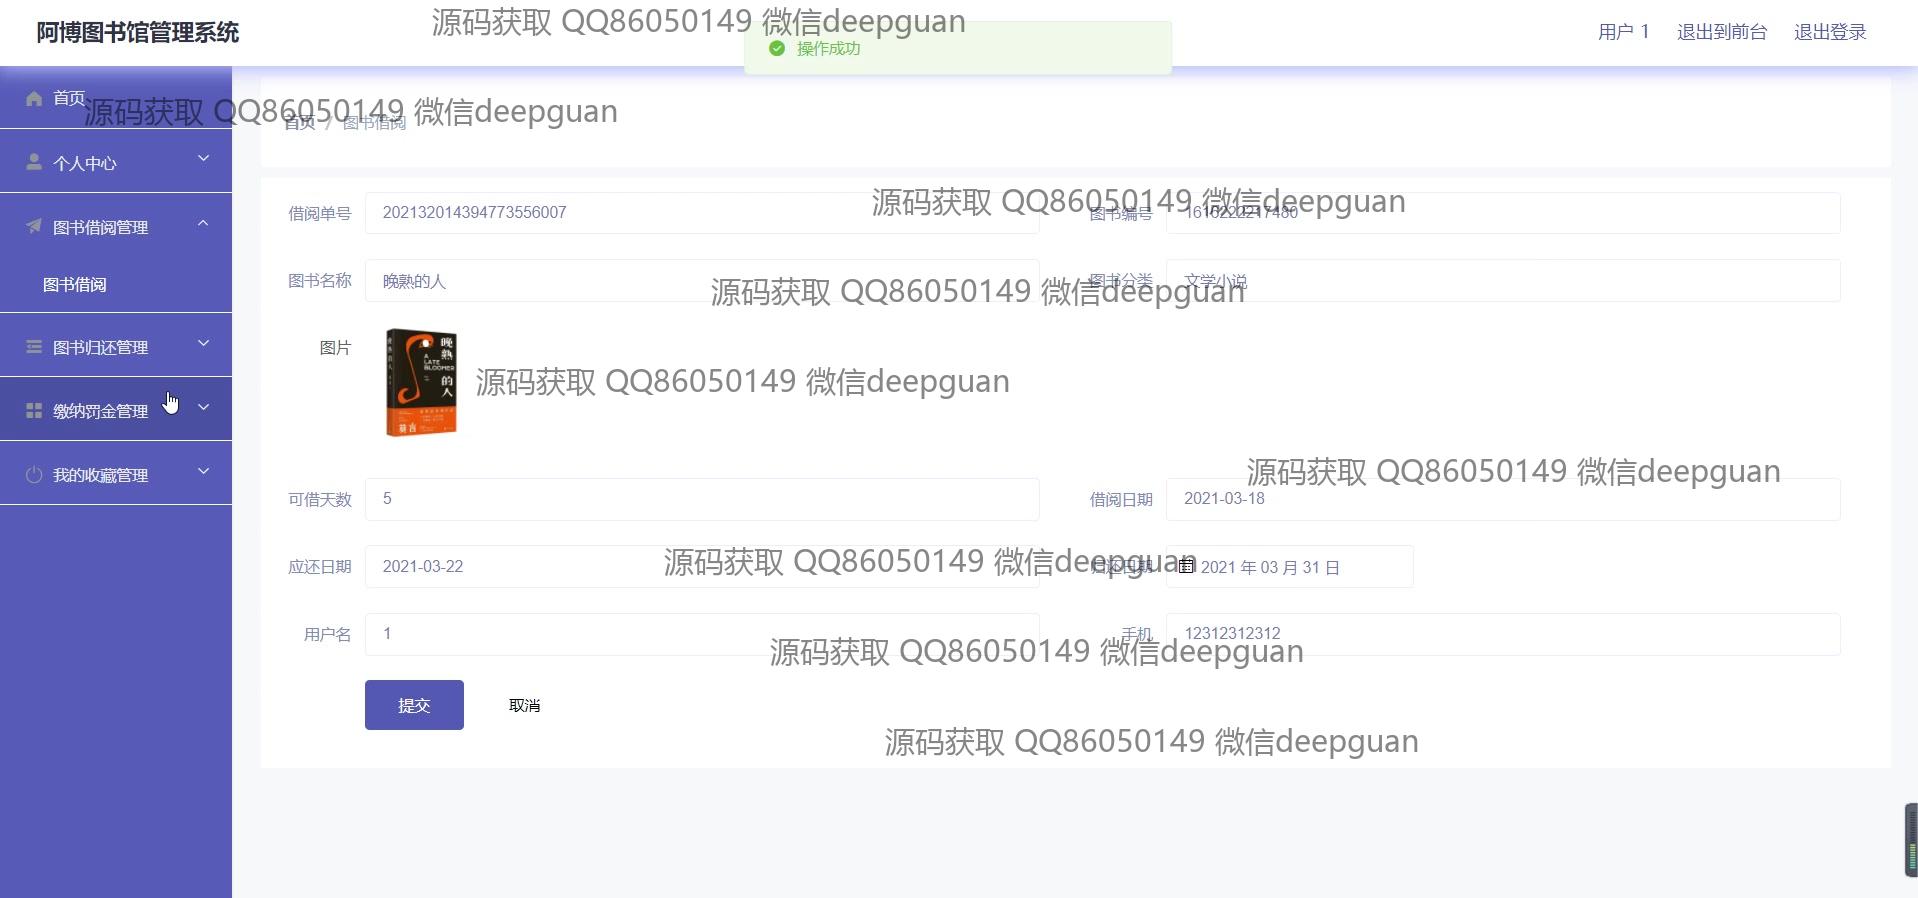 阿博图书馆管理系统
源码获取 QQ86050149 微信deepguan
操作成功
用户 1 退出到前台 退出登录
首页
源码获取 QQ86050149 微信deepguan
首页 / 图书借阅
个人中心
图书借阅管理
图书借阅
图书归还管理
缴纳罚金管理
我的收藏管理
借阅单号 202132014394773556007
源码获取 QQ86050149 微信deepguan
图书编号
图书名称 晚熟的人
图书分类 文学小说
源码获取 QQ86050149 微信deepguan
图片
晚熟的人
A LATE BLOOMER
莫言
源码获取 QQ86050149 微信deepguan
源码获取 QQ86050149 微信deepguan
可借天数 5
借阅日期 2021-03-18
应还日期 2021-03-22
源码获取 QQ86050149 微信deepguan
归还日期 2021 年 03 月 31 日
用户名 1
手机 12312312312
源码获取 QQ86050149 微信deepguan
提交 取消
源码获取 QQ86050149 微信deepguan